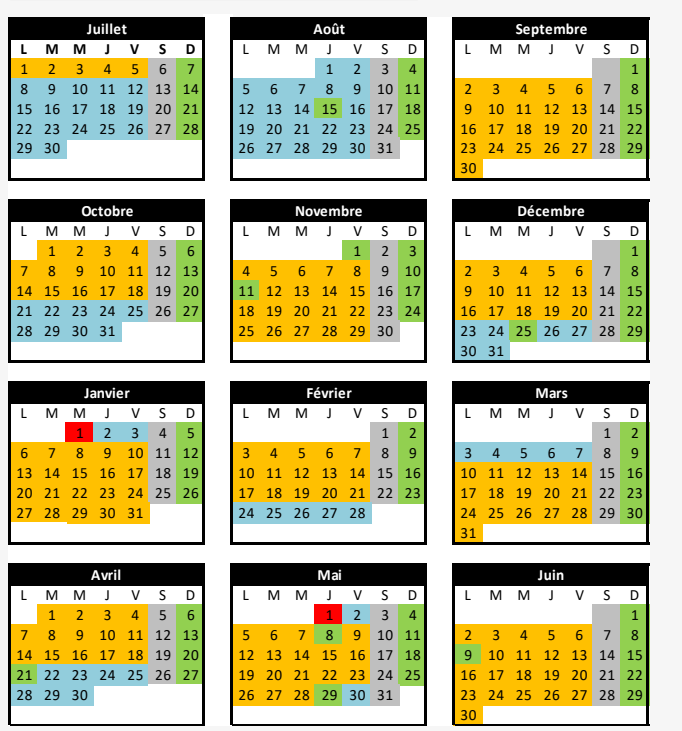 Juillet
L M M J V S D
1 2 3 4 5 6 7
8 9 10 11 12 13 14
15 16 17 18 19 20 21
22 23 24 25 26 27 28
29 30
Août
L M M J V S D
1 2 3 4
5 6 7 8 9 10 11
12 13 14 15 16 17 18
19 20 21 22 23 24 25
26 27 28 29 30 31
Septembre
L M M J V S D
1
2 3 4 5 6 7 8
9 10 11 12 13 14 15
16 17 18 19 20 21 22
23 24 25 26 27 28 29
30
Octobre
L M M J V S D
1 2 3 4 5 6
7 8 9 10 11 12 13
14 15 16 17 18 19 20
21 22 23 24 25 26 27
28 29 30 31
Novembre
L M M J V S D
1 2 3
4 5 6 7 8 9 10
11 12 13 14 15 16 17
18 19 20 21 22 23 24
25 26 27 28 29 30
Décembre
L M M J V S D
1
2 3 4 5 6 7 8
9 10 11 12 13 14 15
16 17 18 19 20 21 22
23 24 25 26 27 28 29
30 31
Janvier
L M M J V S D
1 2 3 4 5
6 7 8 9 10 11 12
13 14 15 16 17 18 19
20 21 22 23 24 25 26
27 28 29 30 31
Février
L M M J V S D
1 2
3 4 5 6 7 8 9
10 11 12 13 14 15 16
17 18 19 20 21 22 23
24 25 26 27 28
Mars
L M M J V S D
1 2
3 4 5 6 7 8 9
10 11 12 13 14 15 16
17 18 19 20 21 22 23
24 25 26 27 28 29 30
31
Avril
L M M J V S D
1 2 3 4 5 6
7 8 9 10 11 12 13
14 15 16 17 18 19 20
21 22 23 24 25 26 27
28 29 30
Mai
L M M J V S D
1 2 3 4
5 6 7 8 9 10 11
12 13 14 15 16 17 18
19 20 21 22 23 24 25
26 27 28 29 30 31
Juin
L M M J V S D
1
2 3 4 5 6 7 8
9 10 11 12 13 14 15
16 17 18 19 20 21 22
23 24 25 26 27 28 29
30